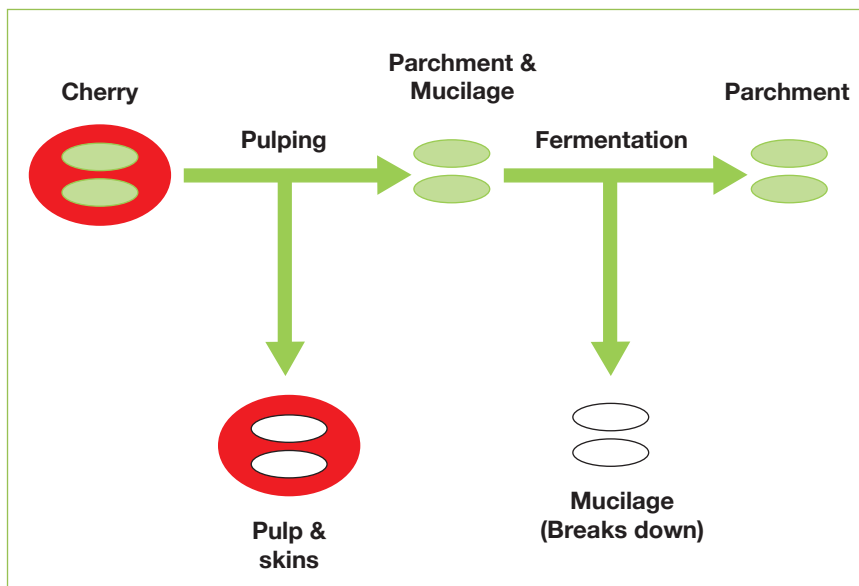 Cherry
Pulping
Parchment &
Mucilage
Fermentation
Parchment
Pulp &
skins
Mucilage
(Breaks down)